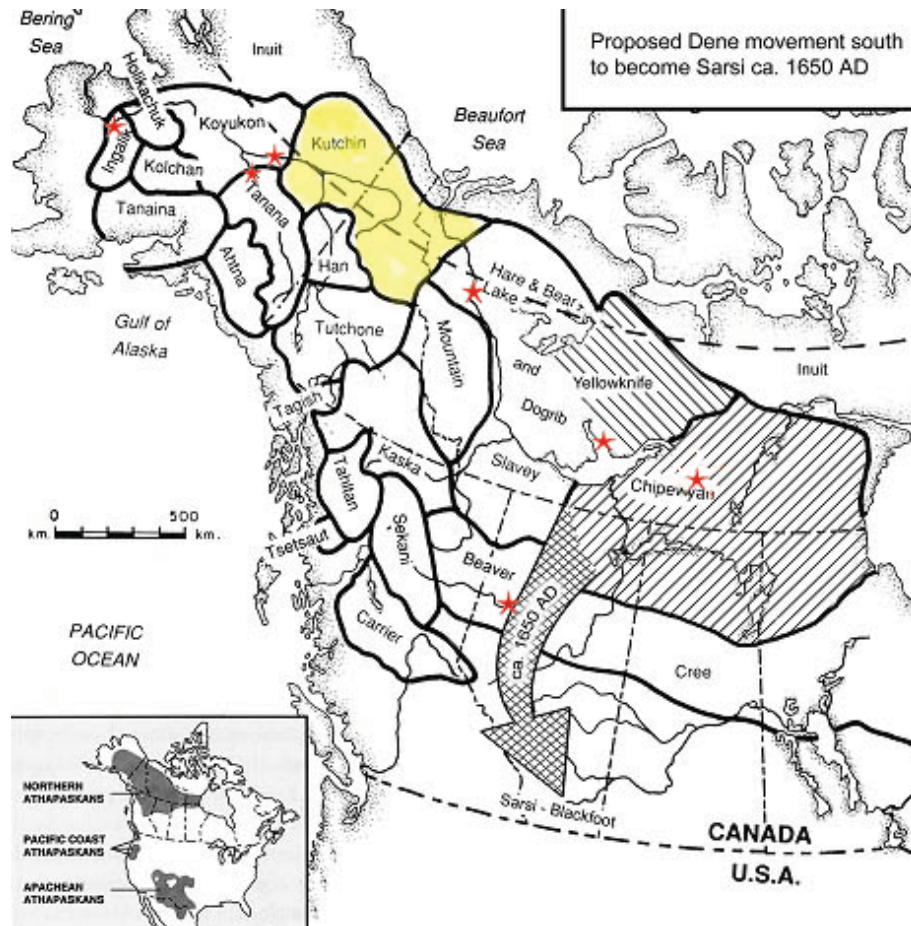 Bering
Sea
Inuit
Proposed Dene movement south
to become Sarsi ca. 1650 AD
Holikachuk
Koyukon
Kutchin
Beaufort
Sea
Ingalik
Kolchan
Tanana
Tanaina
Ahtna
Han
Hare & Bear
Lake
Gulf of
Alaska
Tutchone
Mountain
and
Yellowknife
Inuit
Dogrib
Tagish
Kaska
Slavey
Chipewyan
Tahltan
0 500
km. km.
Tsetsaut
Sekani
Beaver
ca. 1650 AD
PACIFIC
OCEAN
Carrier
Cree
NORTHERN
ATHAPASKANS
PACIFIC COAST
ATHAPASKANS
APACHEAN
ATHAPASKANS
Sarsi - Blackfoot
CANADA
U.S.A.